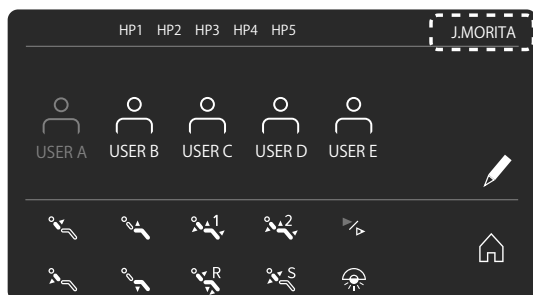 HP1 HP2 HP3 HP4 HP5 J.MORITA
USER A USER B USER C USER D USER E
1 2
R S